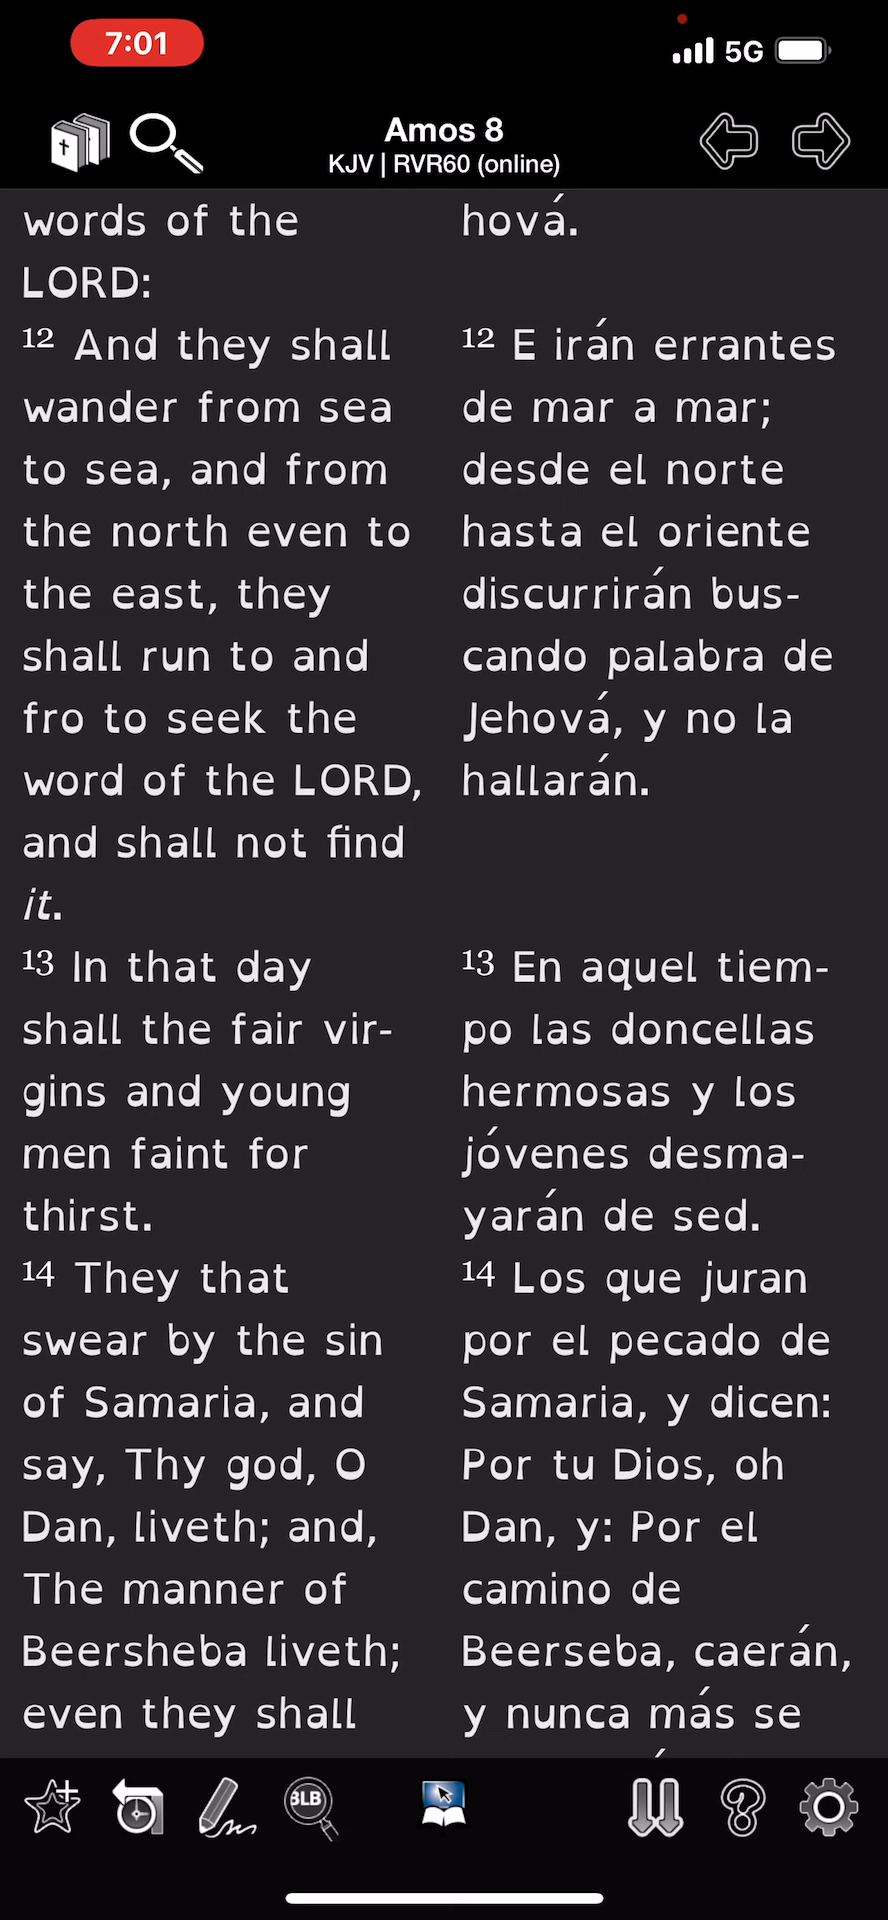 7:01
5G
Amos 8
KJV | RVR60 (online)
words of the
LORD:
12 And they shall
wander from sea
to sea, and from
the north even to
the east, they
shall run to and
fro to seek the
word of the LORD,
and shall not find
it.
13 In that day
shall the fair vir-
gins and young
men faint for
thirst.
14 They that
swear by the sin
of Samaria, and
say, Thy god, O
Dan, liveth; and,
The manner of
Beersheba liveth;
even they shall
hová.
12 E irán errantes
de mar a mar;
desde el norte
hasta el oriente
discurrirán bus-
cando palabra de
Jehová, y no la
hallarán.
13 En aquel tiem-
po las doncellas
hermosas y los
jóvenes desma-
yarán de sed.
14 Los que juran
por el pecado de
Samaria, y dicen:
Por tu Dios, oh
Dan, y: Por el
camino de
Beerseba, caerán,
y nunca más se
BLB